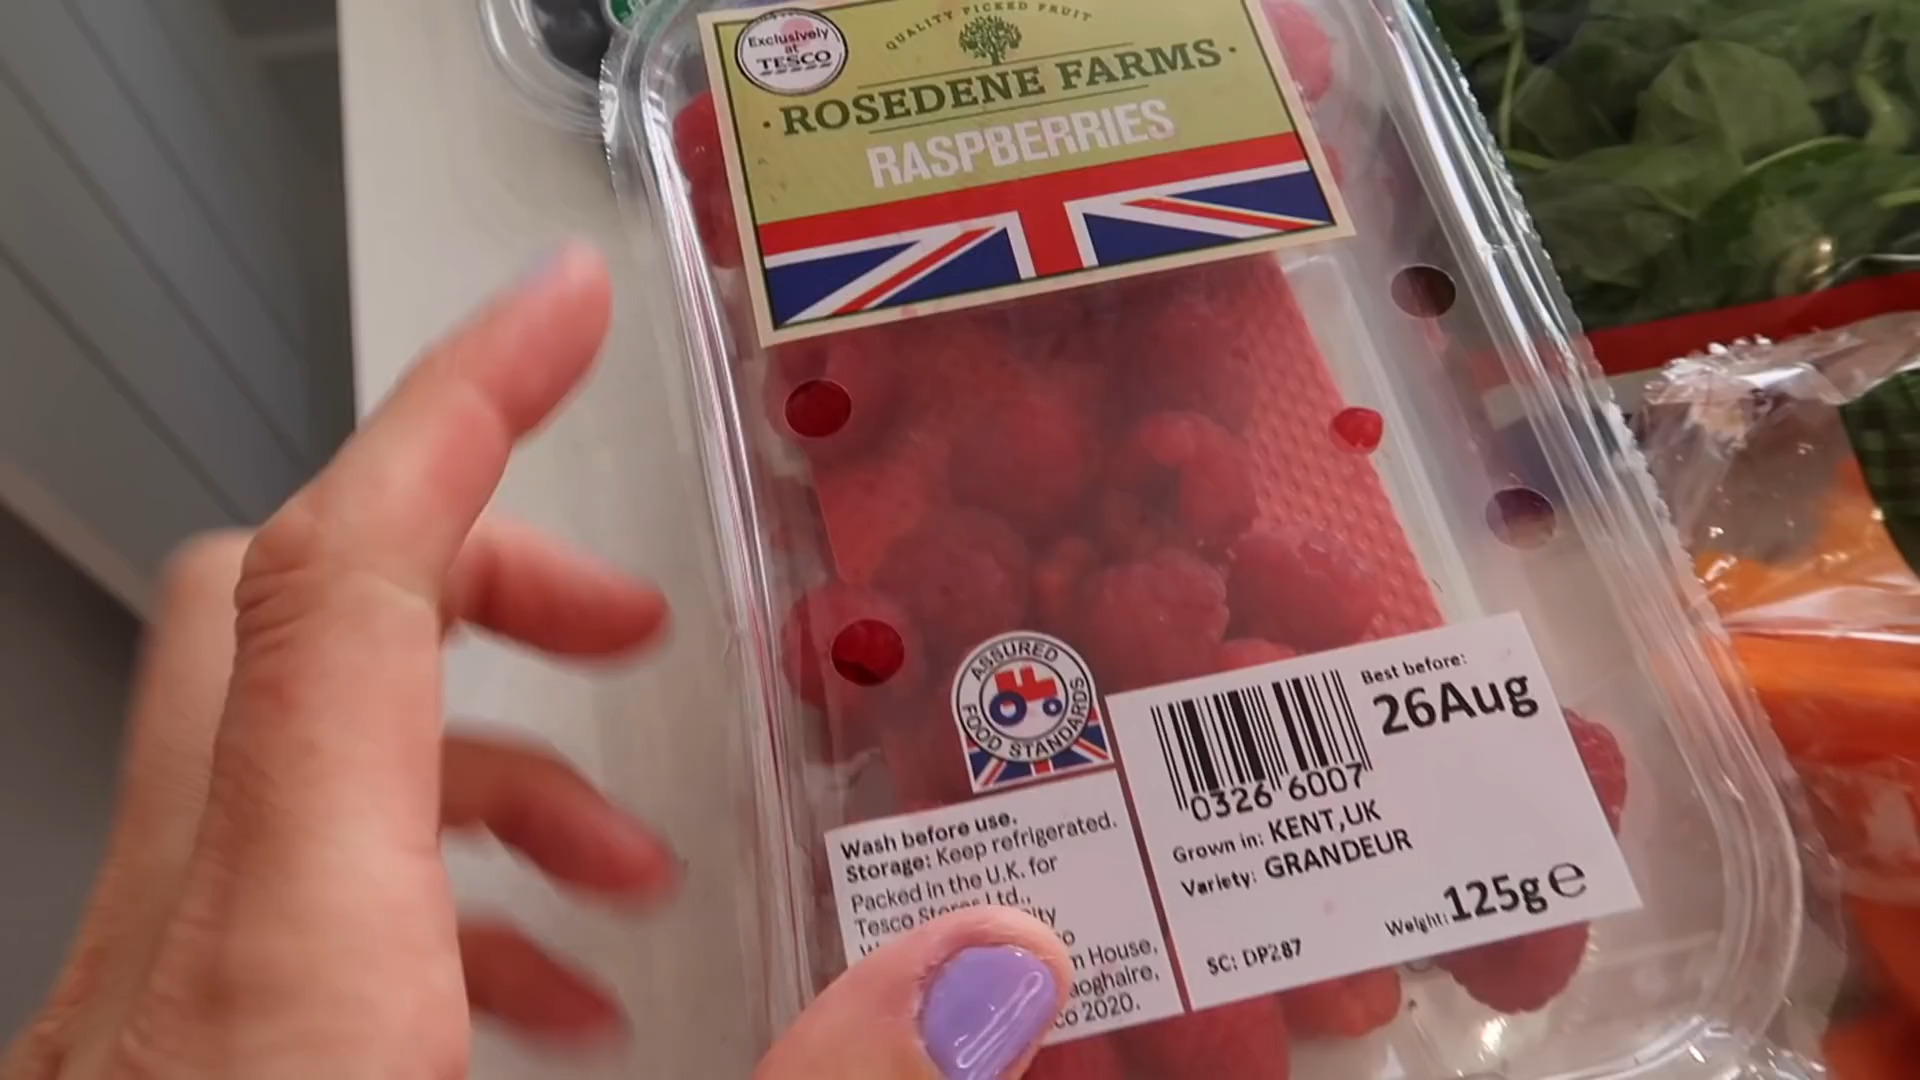 Exclusively
at
TESCO
QUALITY PICKED FRUIT
· ROSEDENE FARMS ·
RASPBERRIES
ASSURED
FOOD STANDARDS
Best before:
26Aug
0326 6007
Grown in: KENT,UK
Variety: GRANDEUR
Weight: 125g℮
SC: DP287
Wash before use.
Storage: Keep refrigerated.
Packed in the U.K. for
Tesco Stores Ltd.,
House,
2020.